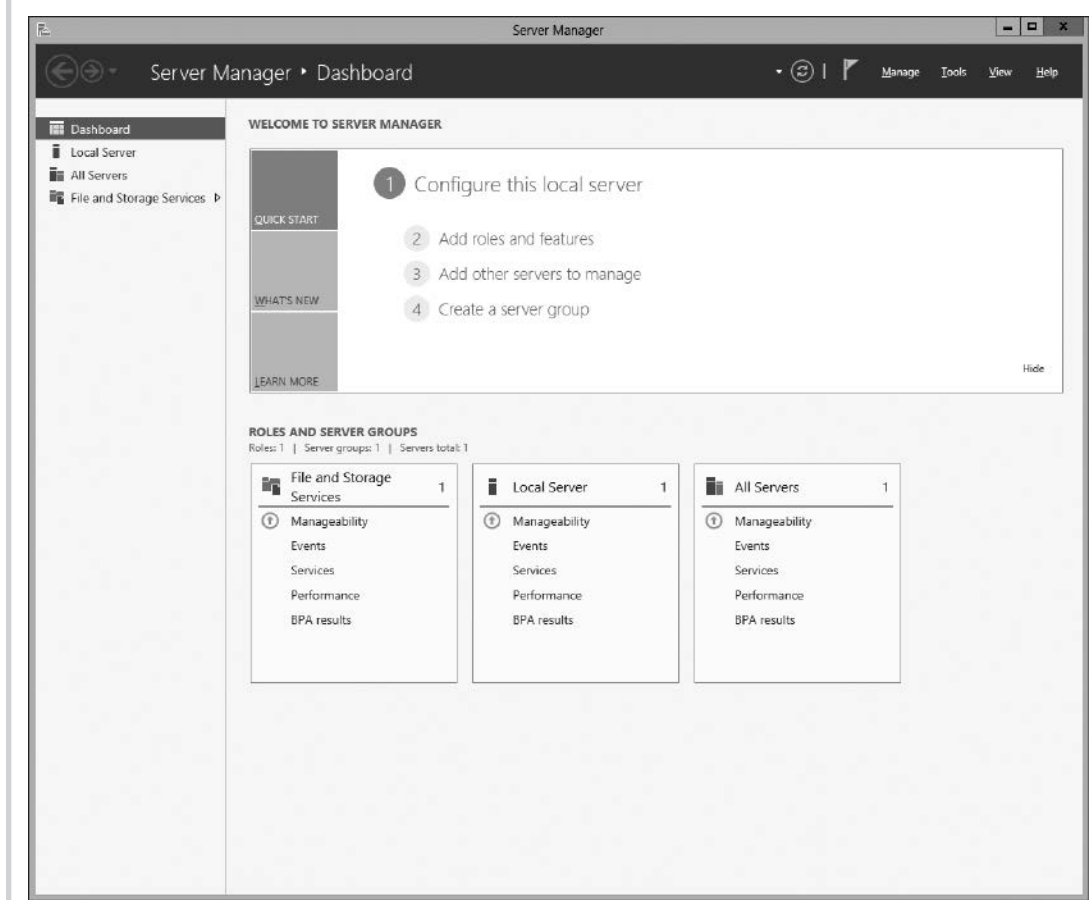 Server Manager
Server Manager • Dashboard
Manage Tools View Help
Dashboard
Local Server
All Servers
File and Storage Services
WELCOME TO SERVER MANAGER
QUICK START
WHAT'S NEW
LEARN MORE
1 Configure this local server
2 Add roles and features
3 Add other servers to manage
4 Create a server group
Hide
ROLES AND SERVER GROUPS
Roles: 1 | Server groups: 1 | Servers total: 1
File and Storage
Services 1
Manageability
Events
Services
Performance
BPA results
Local Server 1
Manageability
Events
Services
Performance
BPA results
All Servers 1
Manageability
Events
Services
Performance
BPA results